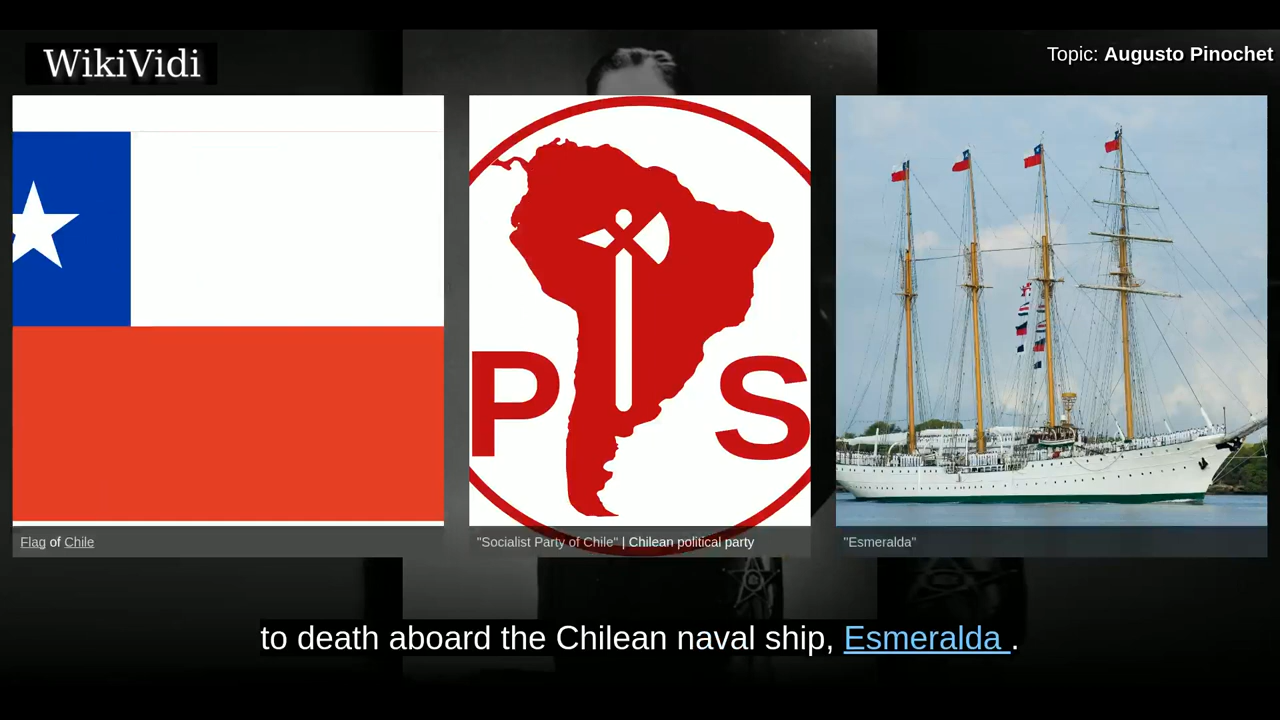 WikiVidi
Topic: Augusto Pinochet
P S
Flag of Chile
"Socialist Party of Chile" | Chilean political party
"Esmeralda"
to death aboard the Chilean naval ship, Esmeralda .